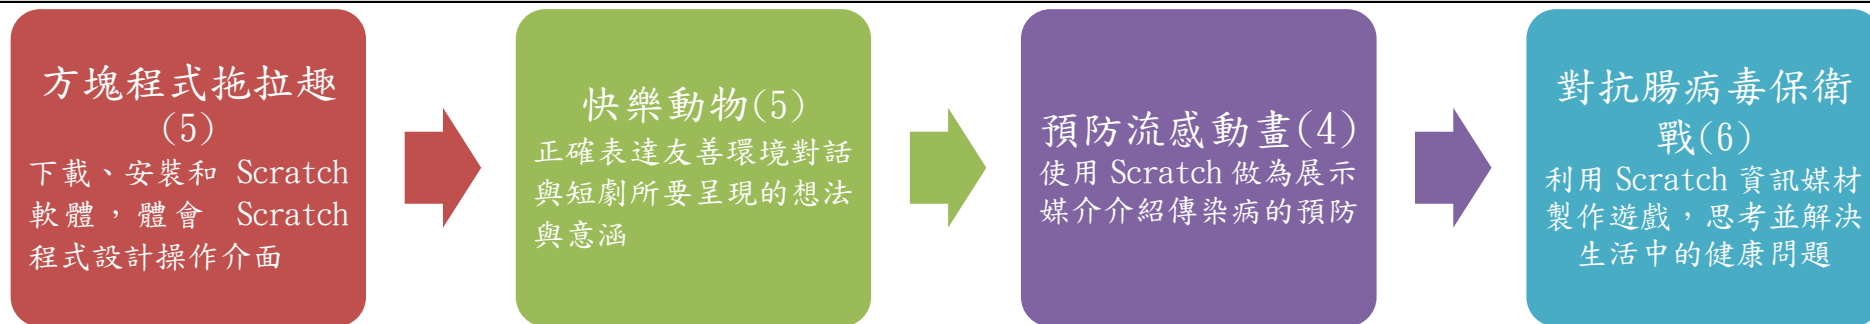 方塊程式拖拉趣
(5)
下載、安裝和 Scratch
軟體，體會 Scratch
程式設計操作介面
快樂動物(5)
正確表達友善環境對話
與短劇所要呈現的想法
與意涵
預防流感動畫(4)
使用 Scratch 做為展示
媒介介紹傳染病的預防
對抗腸病毒保衛
戰(6)
利用 Scratch 資訊媒材
製作遊戲，思考並解決
生活中的健康問題